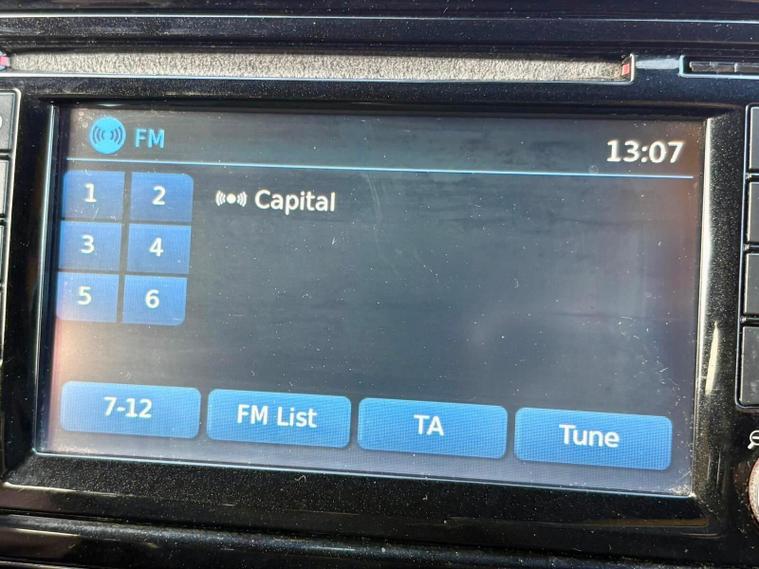 FM
13:07
1 2
Capital
3 4
5 6
7-12
FM List
TA
Tune